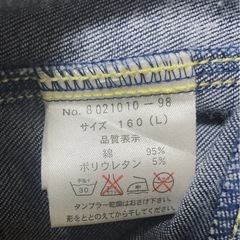 No. 8021010-98
サイズ 160 (L)
品質表示
綿 95%
ポリウレタン 5%
30
タンブラー乾燥はおさけ下さい。
形をととのえて干して下さい。